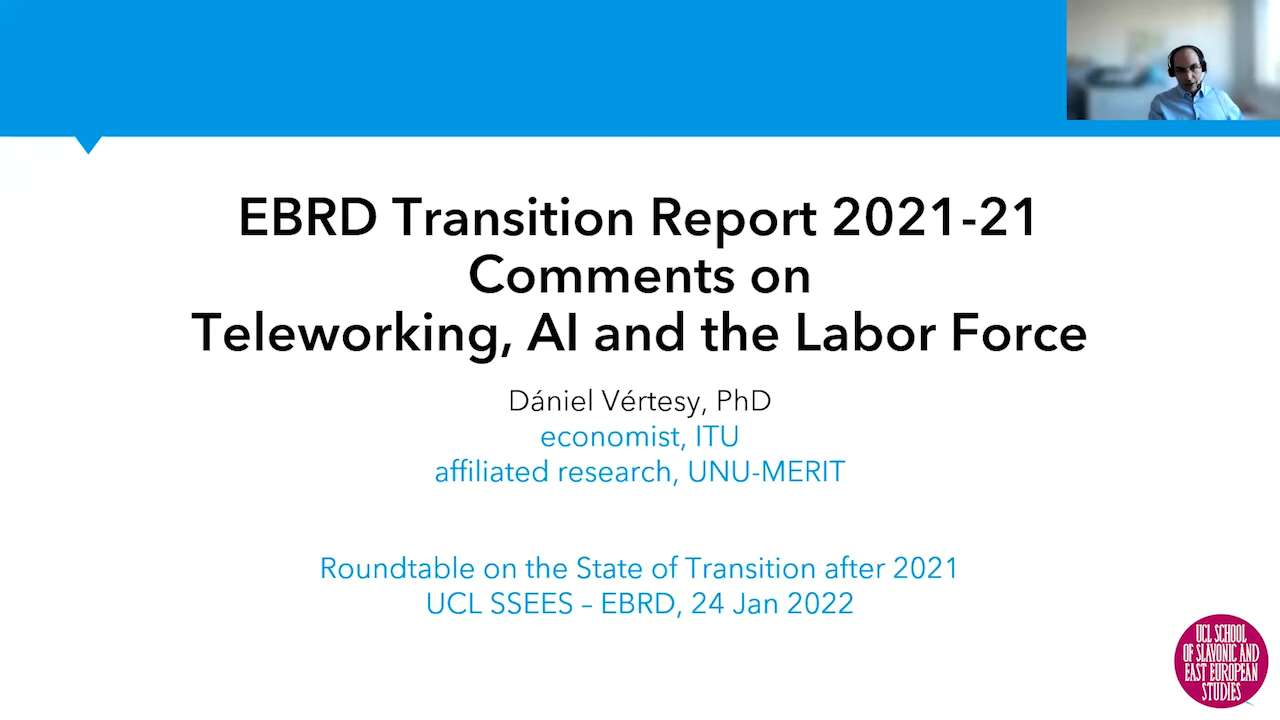 EBRD Transition Report 2021-21
Comments on
Teleworking, AI and the Labor Force
Dániel Vértesy, PhD
economist, ITU
affiliated research, UNU-MERIT
Roundtable on the State of Transition after 2021
UCL SSEES – EBRD, 24 Jan 2022
UCL SCHOOL
OF SLAVONIC AND
EAST EUROPEAN
STUDIES